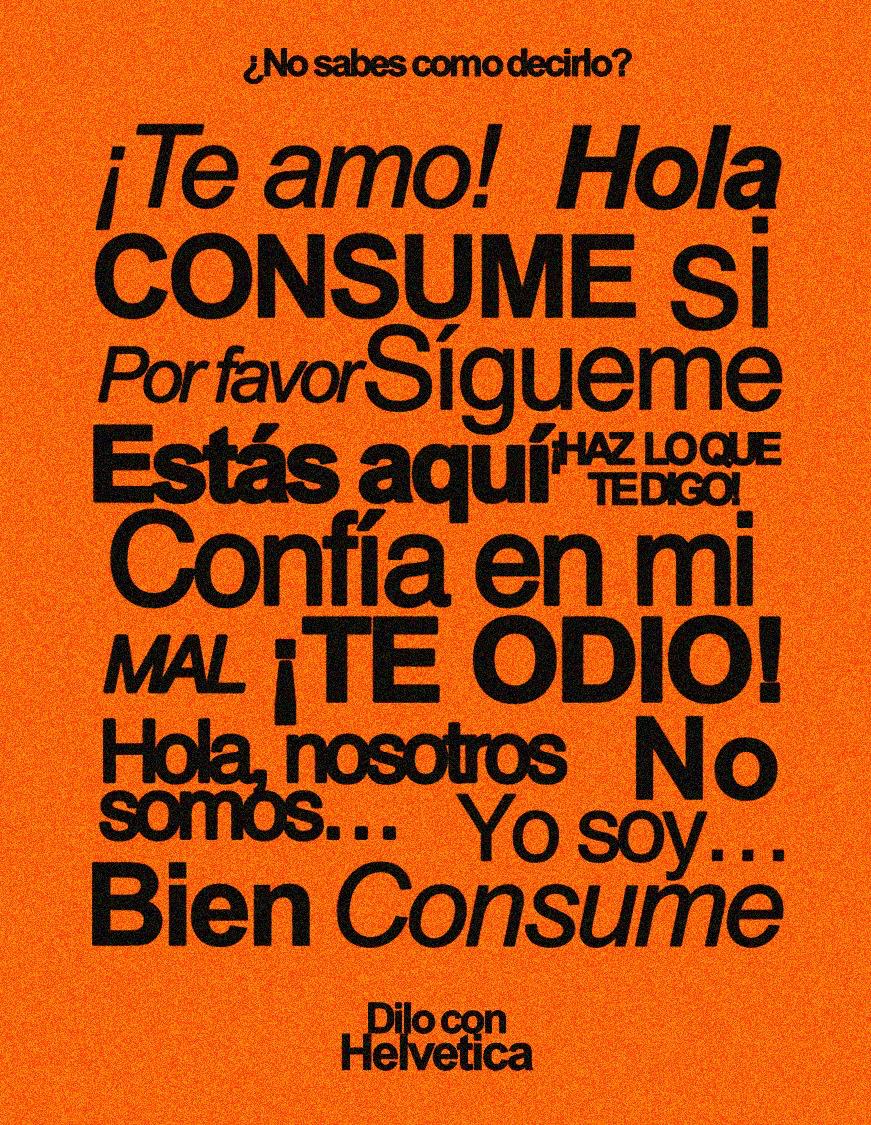 ¿No sabes como decirlo?
¡Te amo! Hola
CONSUME si
Por favor Sígueme
Estás aquí ¡HAZ LO QUE
TE DIGO!
Confía en mi
MAL ¡TE ODIO!
Hola, nosotros No
somos... Yo soy...
Bien Consume
Dilo con
Helvetica